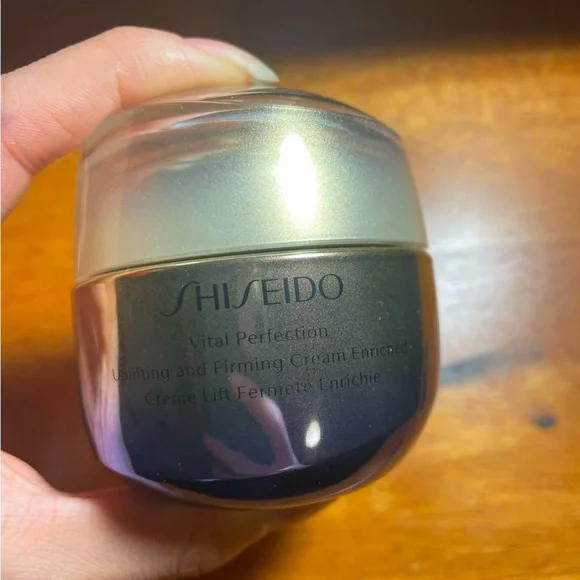 SHISEIDO
Vital Perfection
Uplifting and Firming Cream Enriched
Crème Lift Fermeté Enrichie